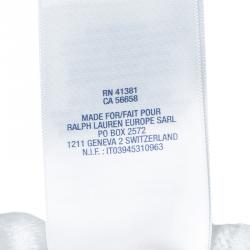 RN 41381
CA 56658
MADE FOR/FAIT POUR
RALPH LAUREN EUROPE SARL
PO BOX 2572
1211 GENEVA 2 SWITZERLAND
N.I.F. : IT03945310963